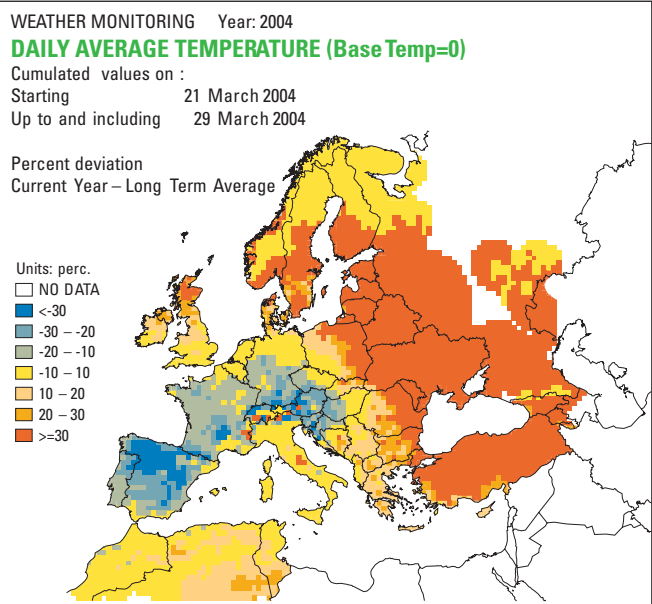 WEATHER MONITORING Year: 2004
DAILY AVERAGE TEMPERATURE (Base Temp=0)
Cumulated values on :
Starting 21 March 2004
Up to and including 29 March 2004
Percent deviation
Current Year – Long Term Average
Units: perc.
NO DATA
<-30
-30 – -20
-20 – -10
-10 – 10
10 – 20
20 – 30
>=30